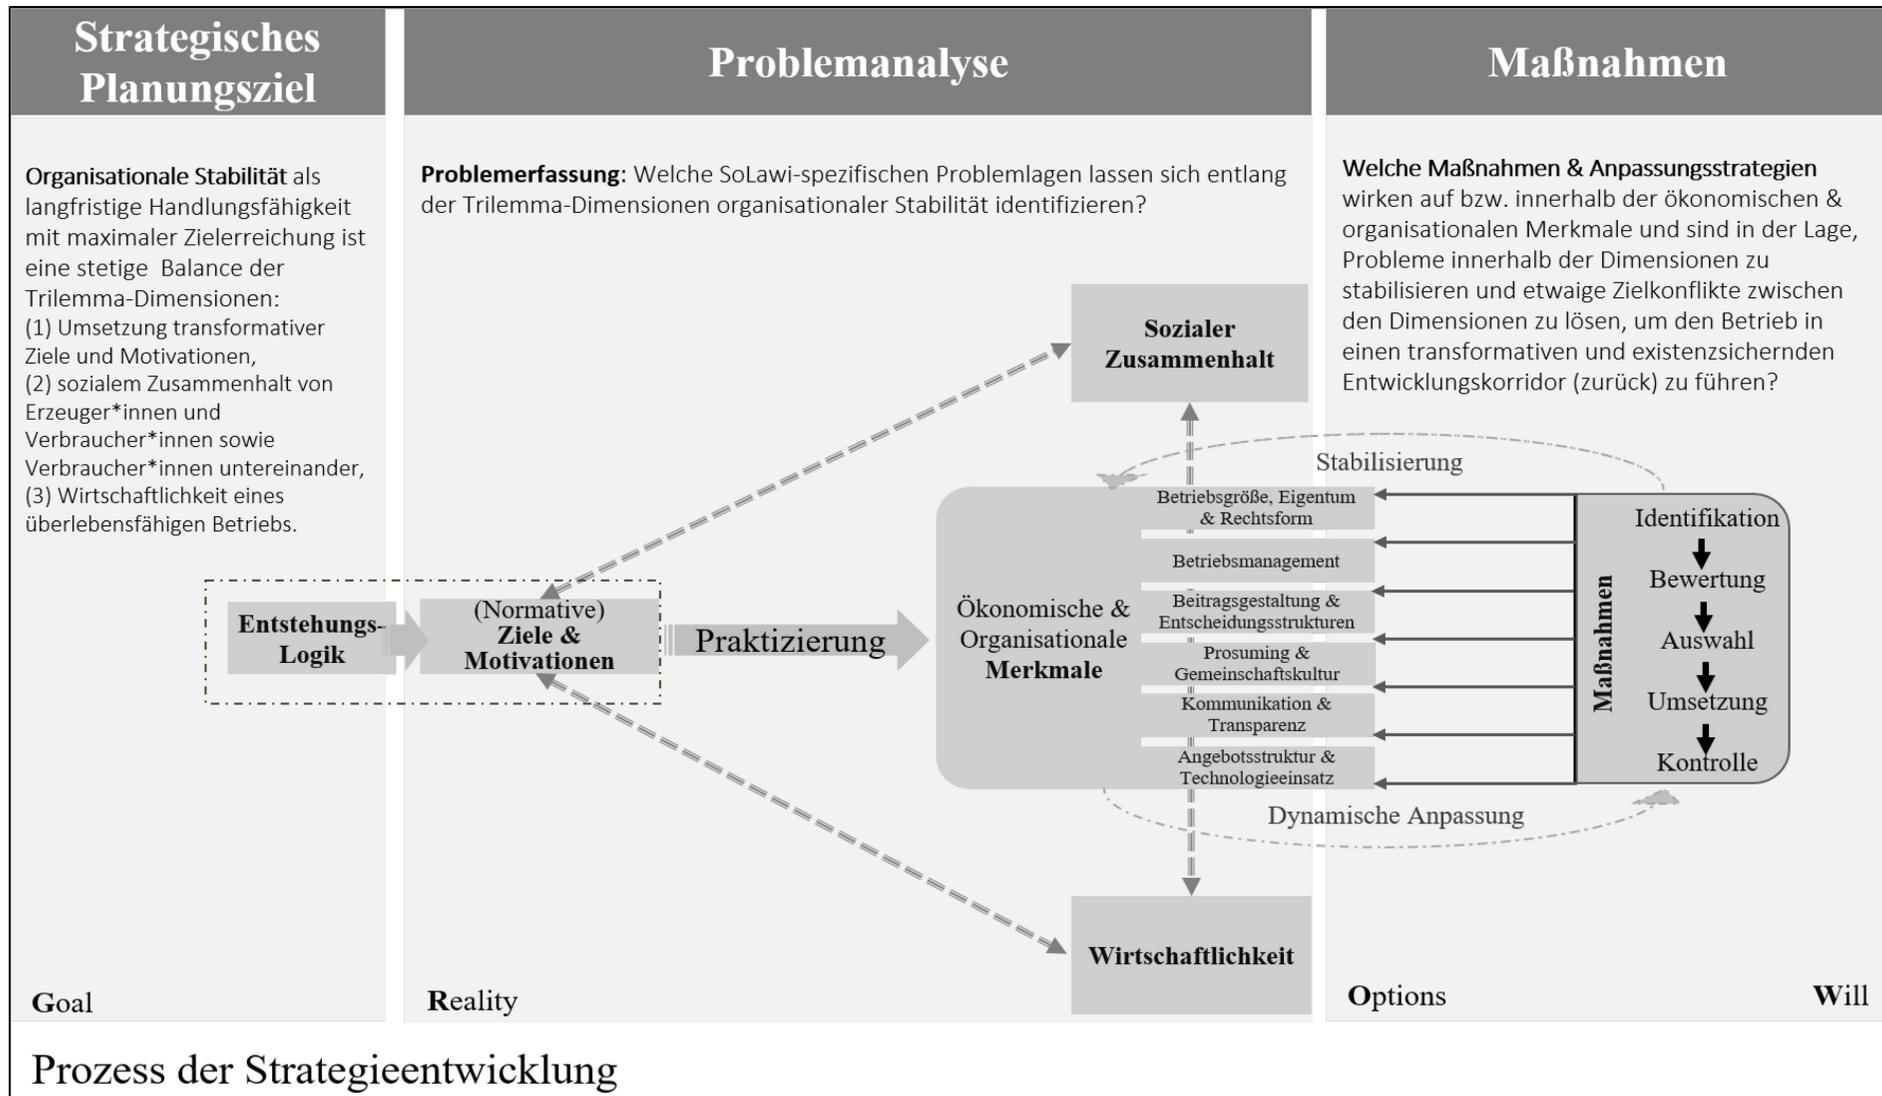 Strategisches
Planungsziel
Problemanalyse
Maßnahmen
Organisationale Stabilität als
langfristige Handlungsfähigkeit
mit maximaler Zielerreichung ist
eine stetige Balance der
Trilemma-Dimensionen:
(1) Umsetzung transformativer
Ziele und Motivationen,
(2) sozialem Zusammenhalt von
Erzeuger*innen und
Verbraucher*innen sowie
Verbraucher*innen untereinander,
(3) Wirtschaftlichkeit eines
überlebensfähigen Betriebs.
Problemerfassung: Welche SoLawi-spezifischen Problemlagen lassen sich entlang
der Trilemma-Dimensionen organisationaler Stabilität identifizieren?
Welche Maßnahmen & Anpassungsstrategien
wirken auf bzw. innerhalb der ökonomischen &
organisationalen Merkmale und sind in der Lage,
Probleme innerhalb der Dimensionen zu
stabilisieren und etwaige Zielkonflikte zwischen
den Dimensionen zu lösen, um den Betrieb in
einen transformativen und existenzsichernden
Entwicklungskorridor (zurück) zu führen?
Entstehungs-
Logik
(Normative)
Ziele &
Motivationen
Praktizierung
Sozialer
Zusammenhalt
Ökonomische &
Organisationale
Merkmale
Betriebsgröße, Eigentum
& Rechtsform
Betriebsmanagement
Beitragsgestaltung &
Entscheidungsstrukturen
Prosuming &
Gemeinschaftskultur
Kommunikation &
Transparenz
Angebotsstruktur &
Technologieeinsatz
Wirtschaftlichkeit
Stabilisierung
Maßnahmen
Identifikation
Bewertung
Auswahl
Umsetzung
Kontrolle
Dynamische Anpassung
Goal
Reality
Options
Will
Prozess der Strategieentwicklung